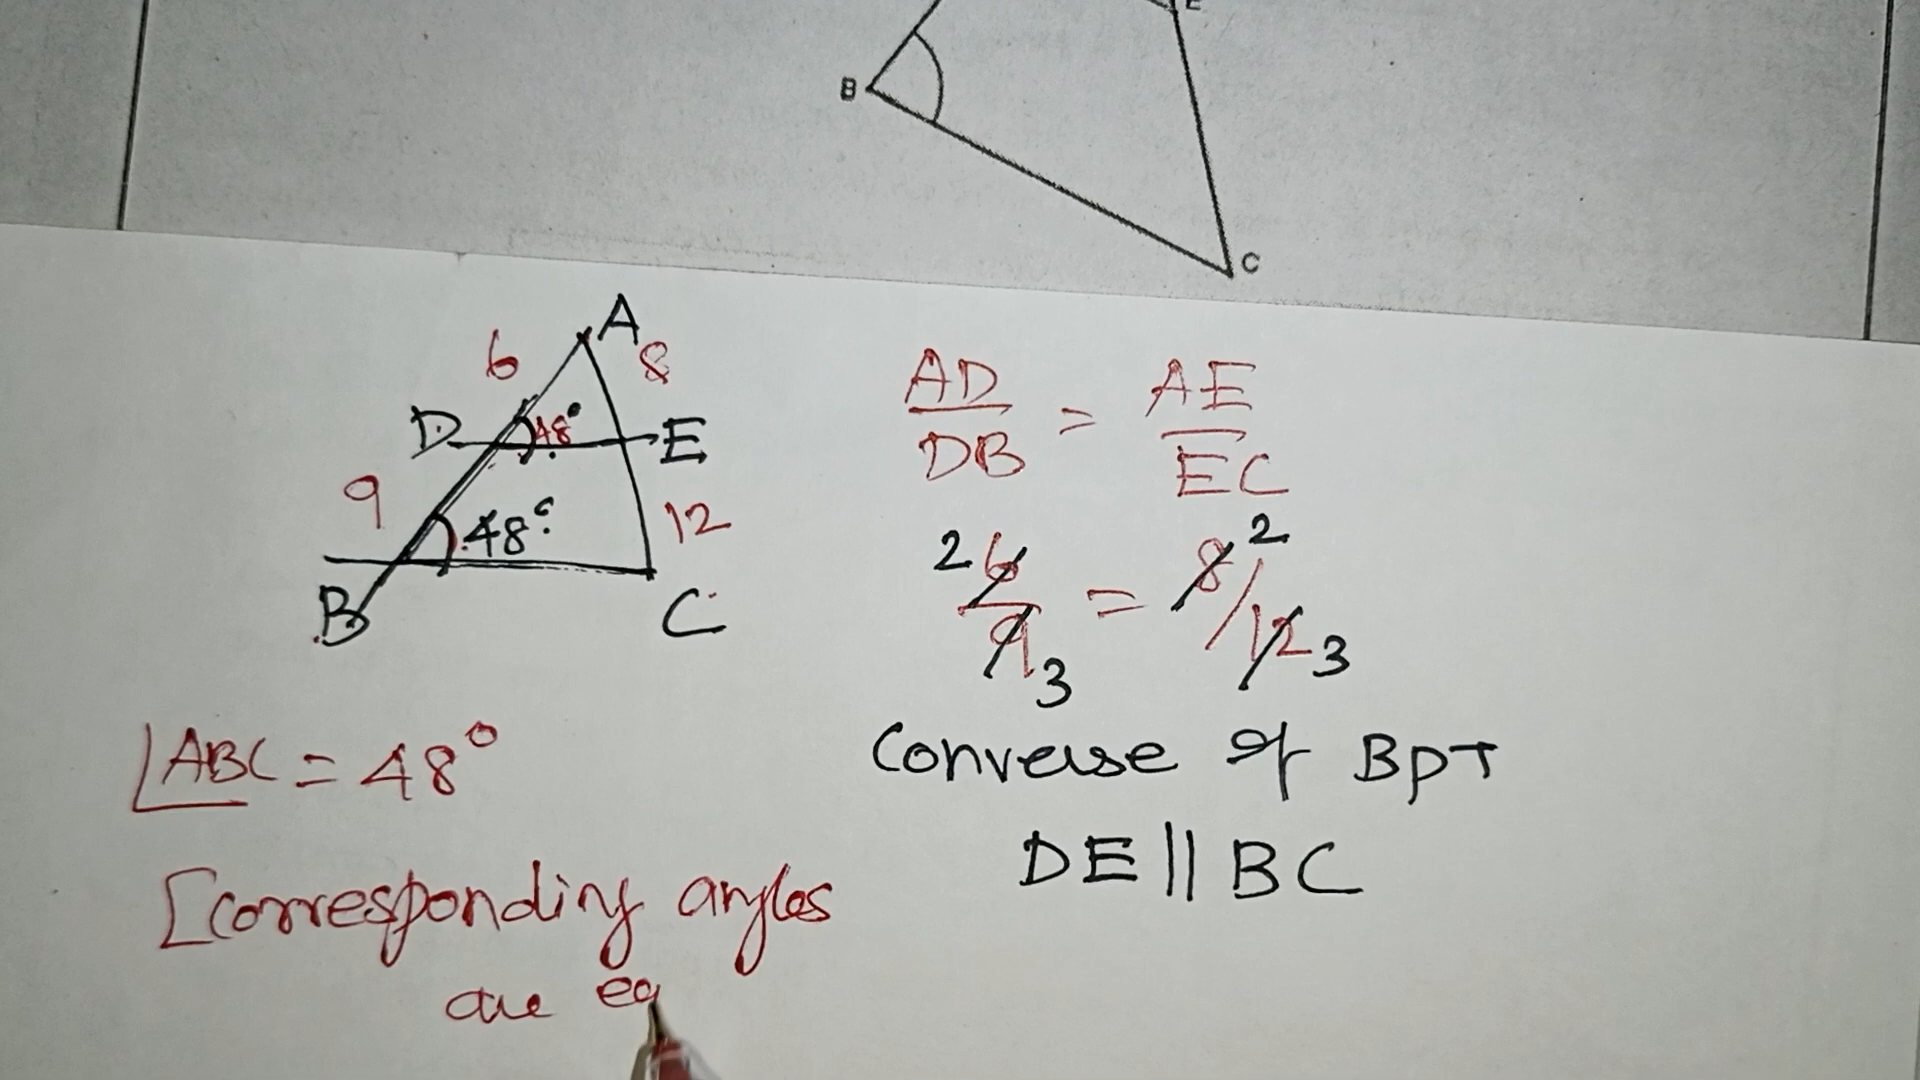 E
B
C
A
6
8
D
48°
E
9
48°
12
B
C
AD/DB = AE/EC
2 6/9 3 = 8 2/12 3
∠ABC = 48°
Converse of BPT
DE || BC
[corresponding angles
are eq